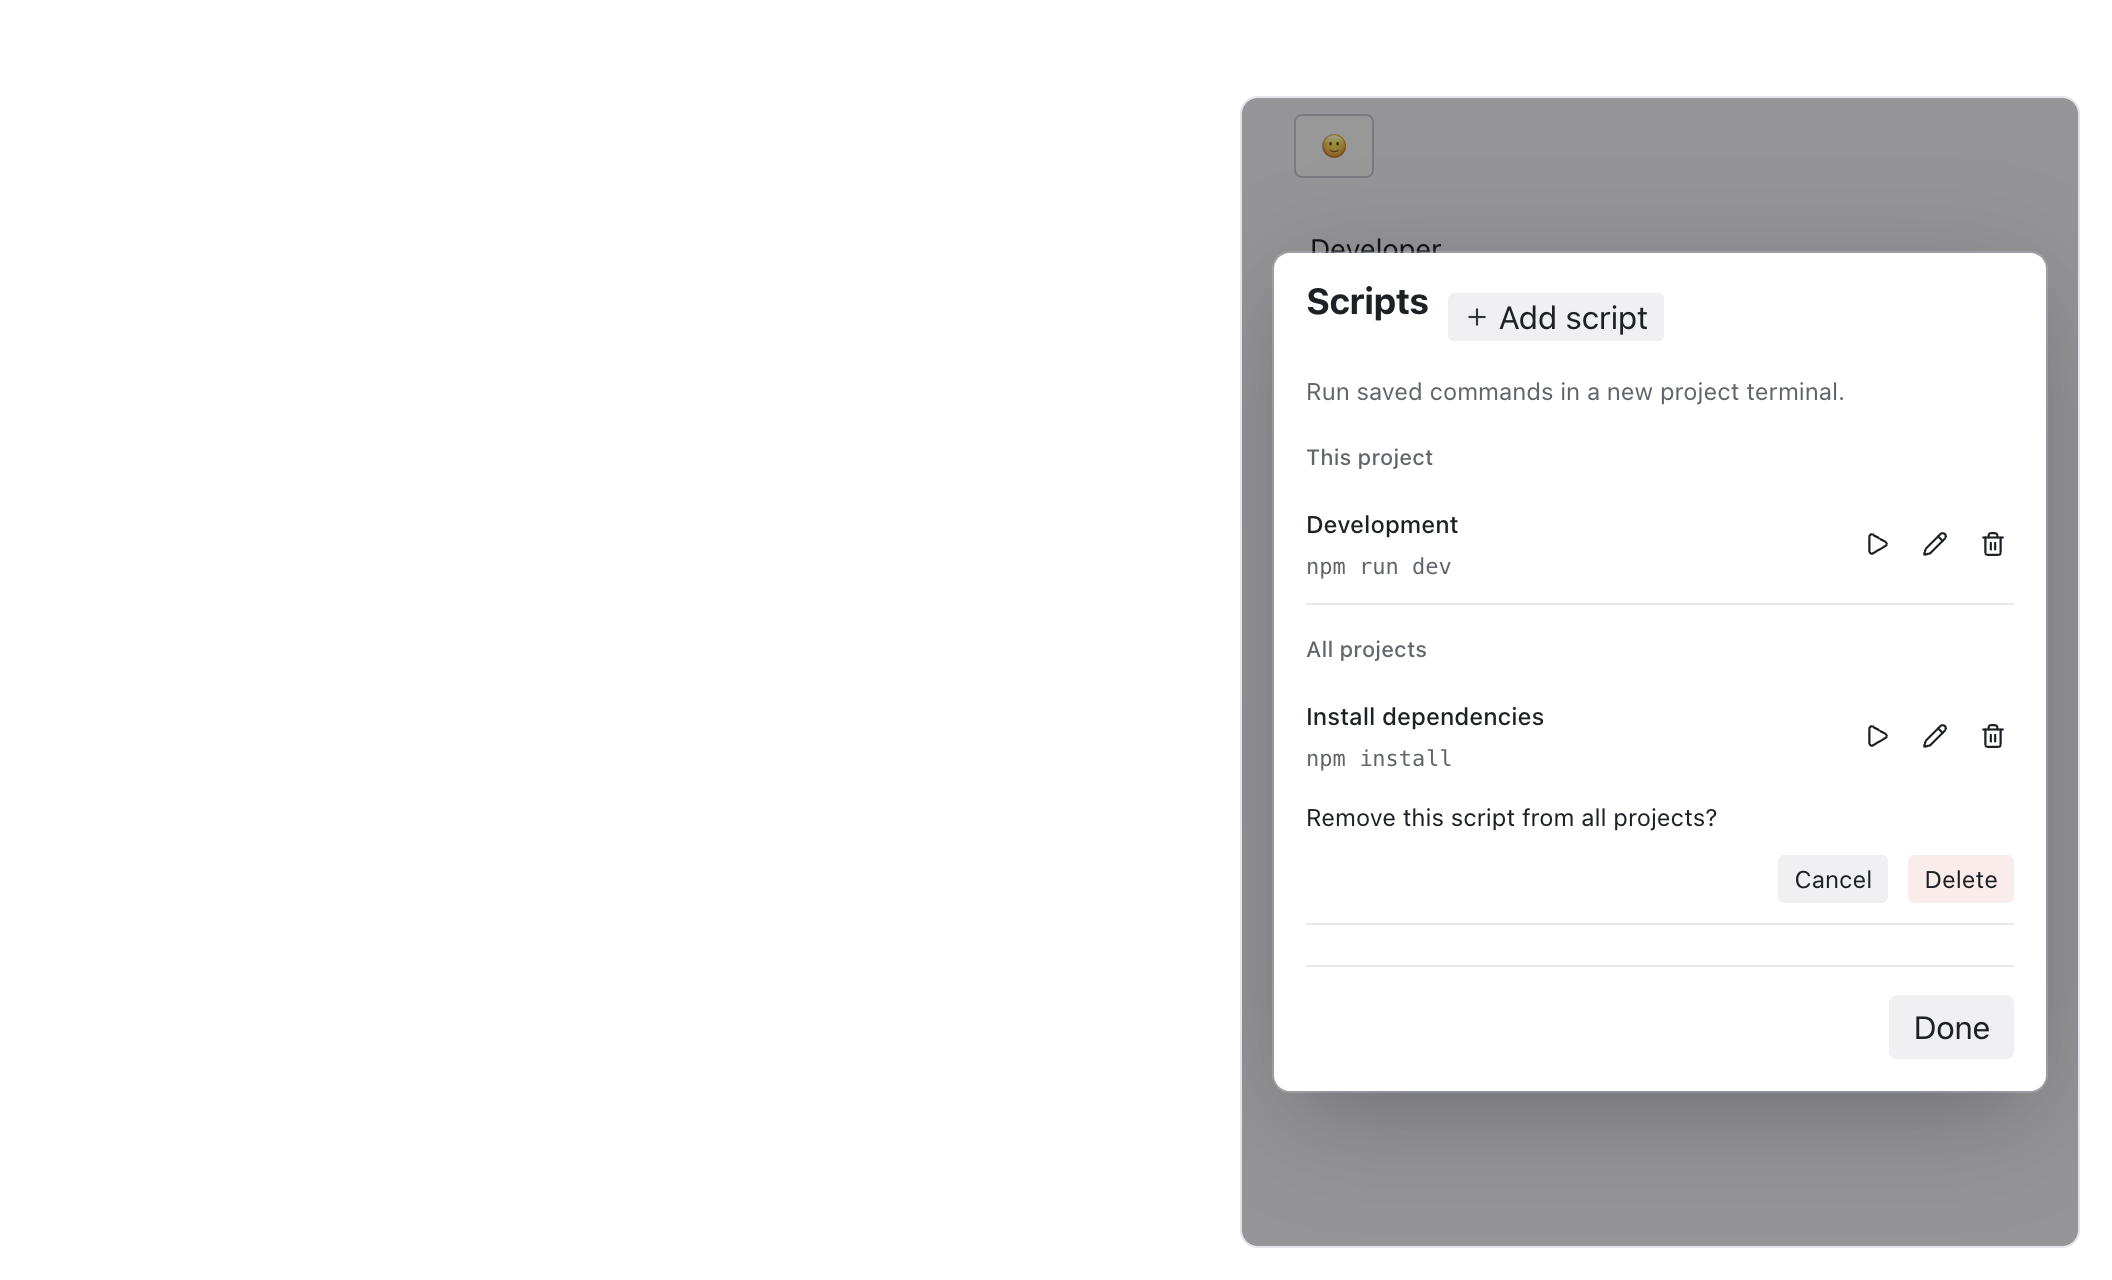 Developer
Scripts
+ Add script
Run saved commands in a new project terminal.
This project
Development
npm run dev
All projects
Install dependencies
npm install
Remove this script from all projects?
Cancel
Delete
Done